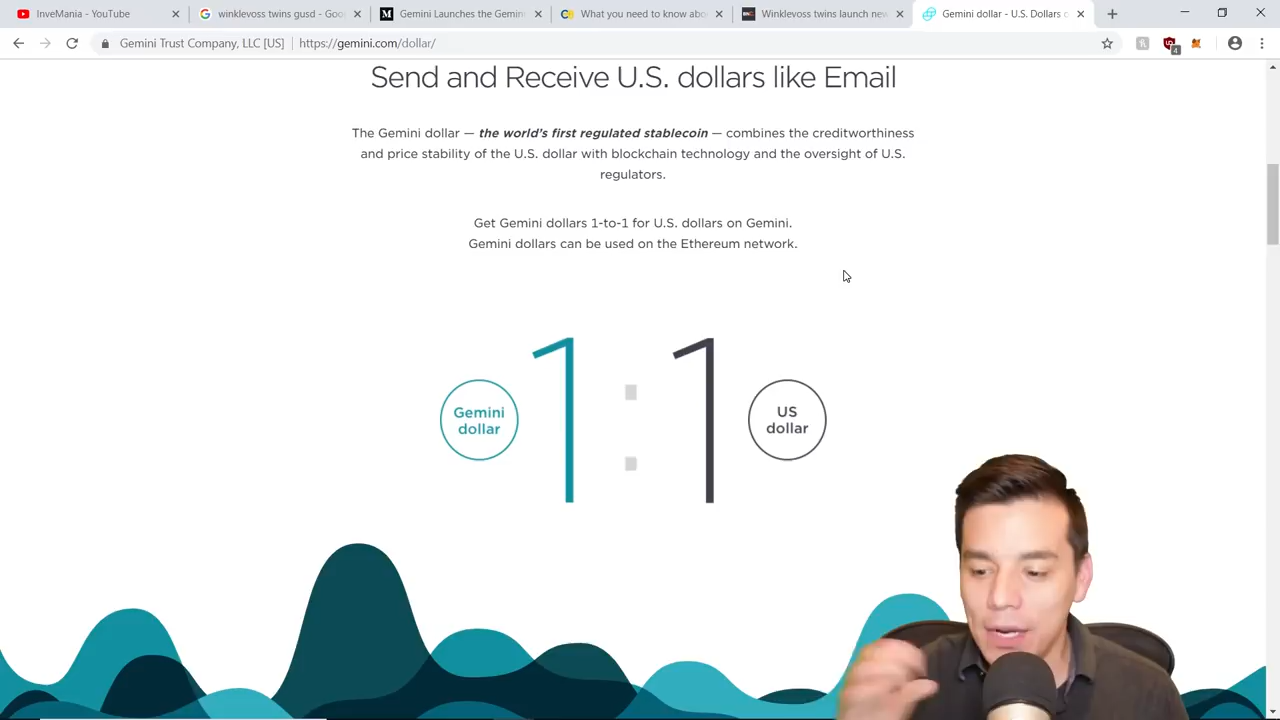 InvoMania - YouTube
winklevoss twins gusd - Goo
Gemini Launches the Gemin
What you need to know abo
Winklevoss twins launch nev
Gemini dollar - U.S. Dollars o
Gemini Trust Company, LLC [US]
https://gemini.com/dollar/
4
Send and Receive U.S. dollars like Email
The Gemini dollar — the world's first regulated stablecoin — combines the creditworthiness
and price stability of the U.S. dollar with blockchain technology and the oversight of U.S.
regulators.
Get Gemini dollars 1-to-1 for U.S. dollars on Gemini.
Gemini dollars can be used on the Ethereum network.
Gemini
dollar
1:1
US
dollar